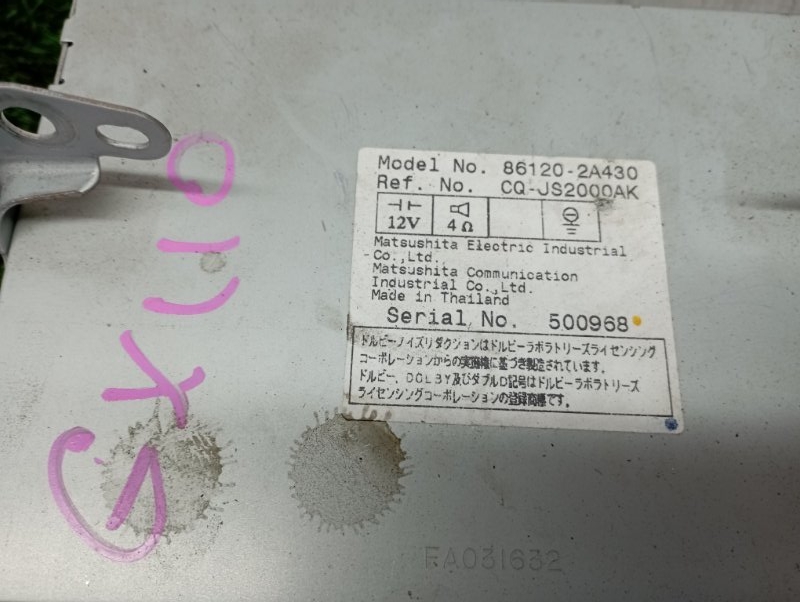 Model No. 86120-2A430
Ref. No. CQ-JS2000AK
12V 4Ω
Matsushita Electric Industrial
Co.,Ltd.
Matsushita Communication
Industrial Co.,Ltd.
Made in Thailand
Serial No. 500968
ドルビーノイズリダクションはドルビーラボラトリーズライセンシング
コーポレーションからの実施権に基づき製造されています。
ドルビー、DOLBY及びダブルD記号はドルビーラボラトリーズ
ライセンシングコーポレーションの登録商標です。
GX110
FA031632